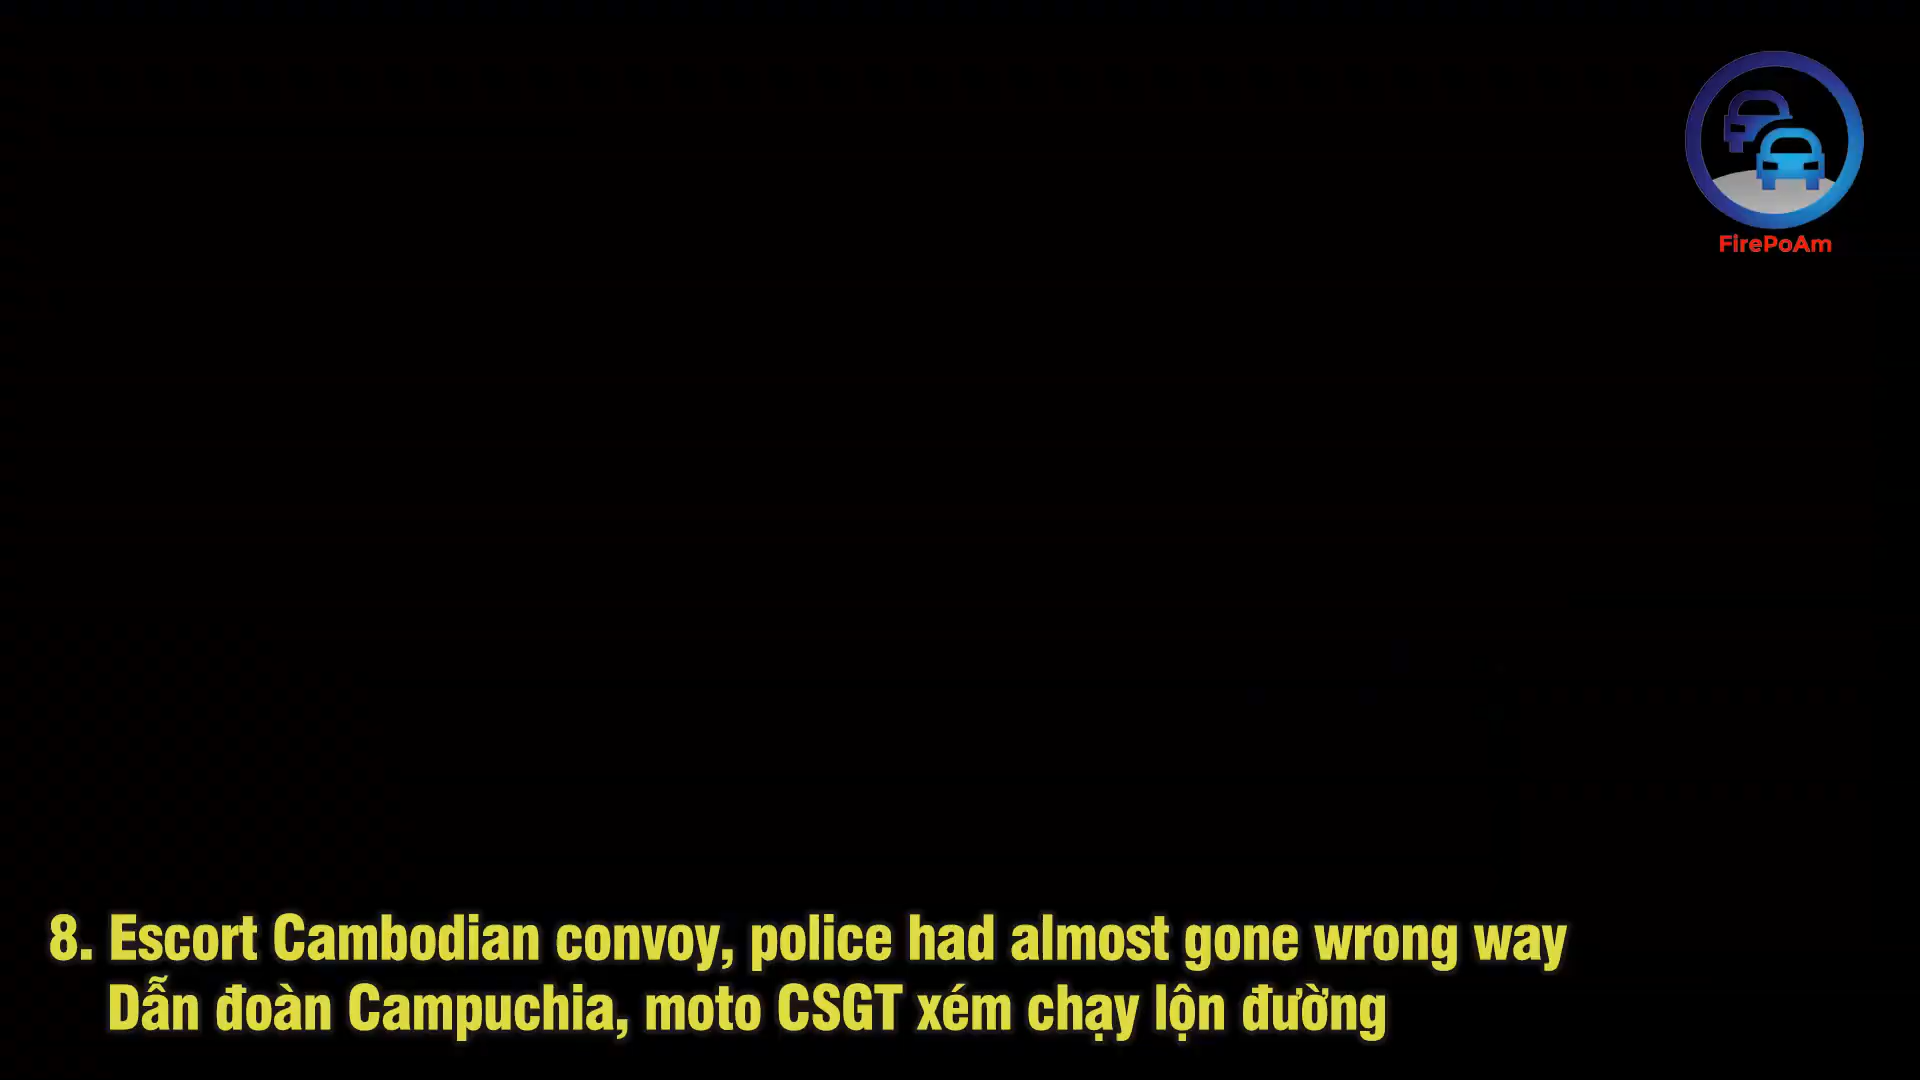 FirePoAm
8. Escort Cambodian convoy, police had almost gone wrong way
Dẫn đoàn Campuchia, moto CSGT xém chạy lộn đường